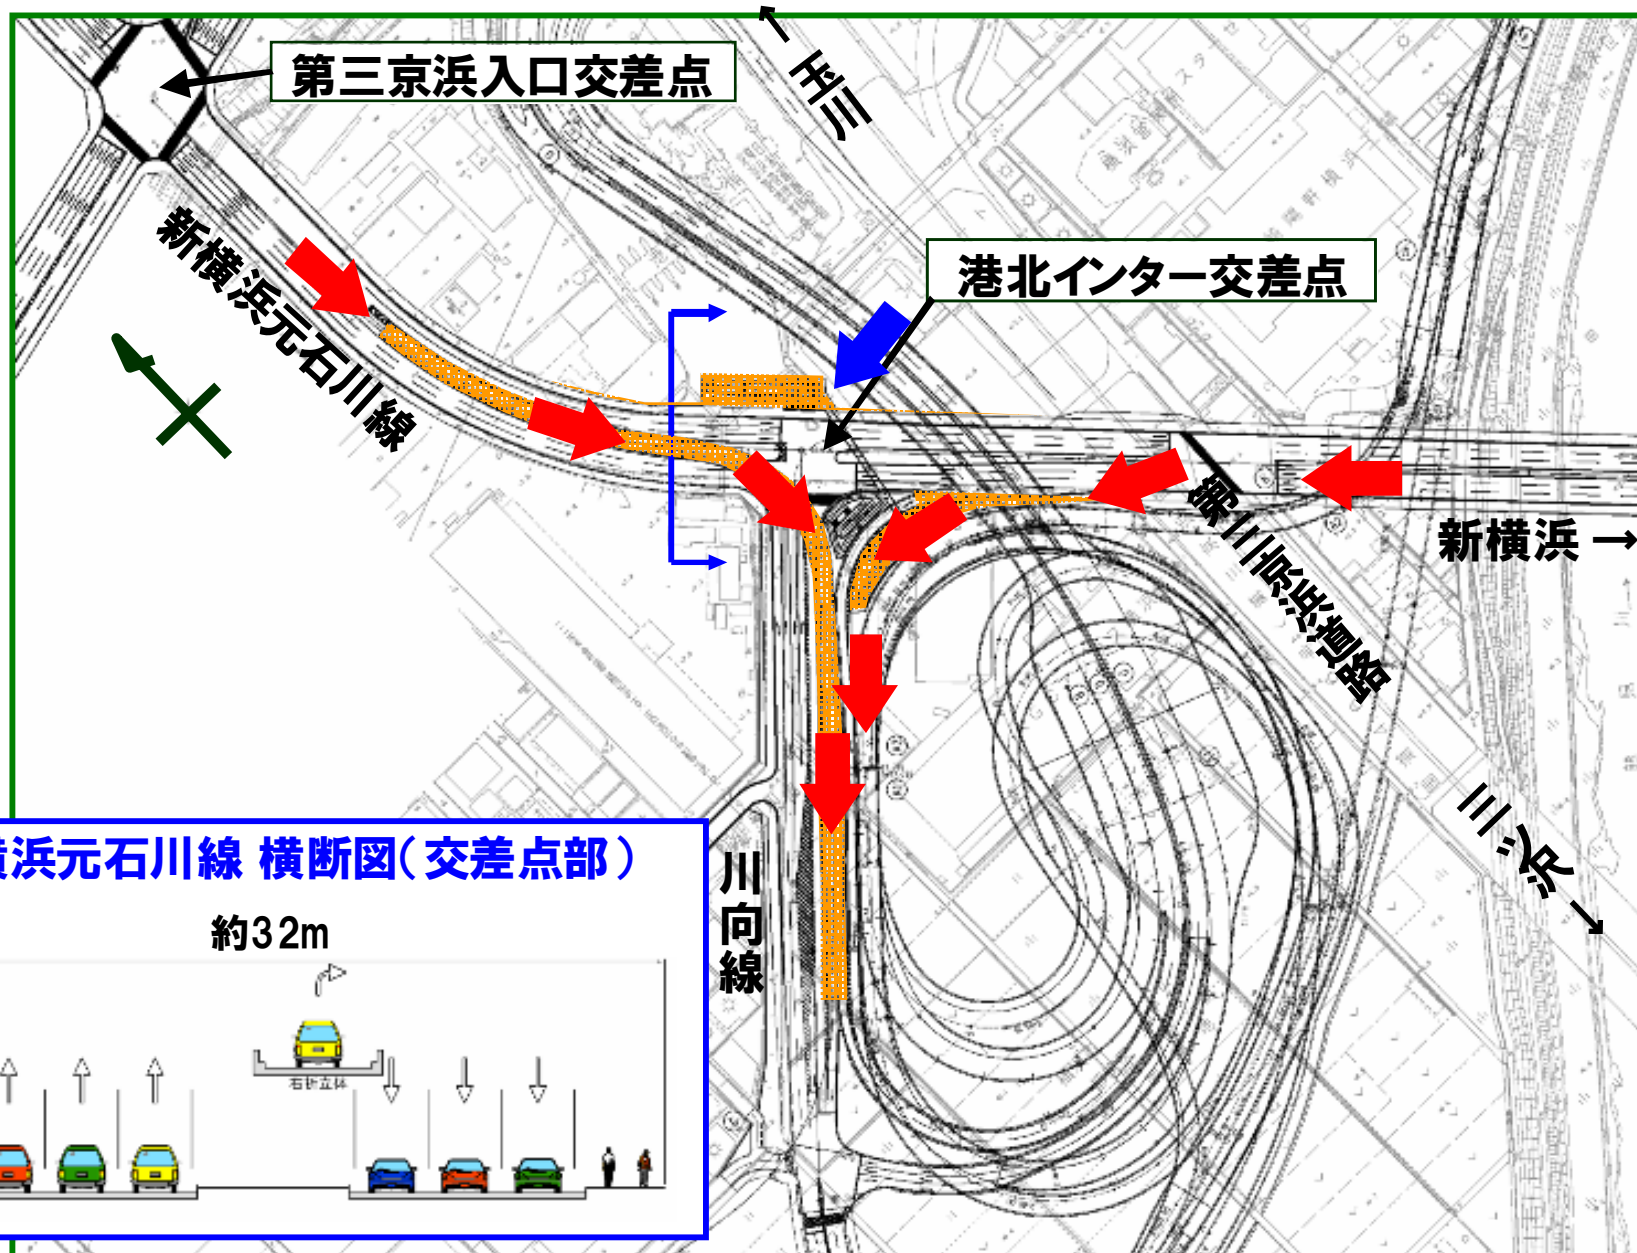 第三京浜入口交差点
↑玉川
新横浜元石川線
港北インター交差点
第三京浜道路
新横浜→
三ツ沢→
川向線
浜元石川線 横断図(交差点部)
約32m
右折立体